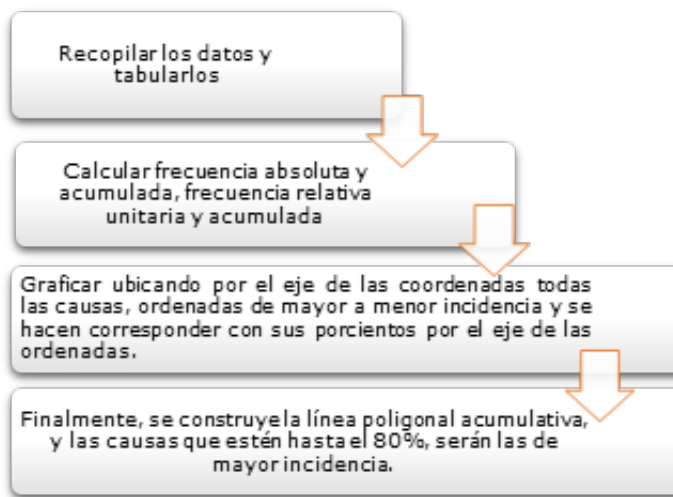 Recopilar los datos y
tabularlos
Calcular frecuencia absoluta y
acumulada, frecuencia relativa
unitaria y acumulada
Graficar ubicando por el eje de las coordenadas todas
las causas, ordenadas de mayor a menor incidencia y se
hacen corresponder con sus porcientos por el eje de las
ordenadas.
Finalmente, se construye la línea poligonal acumulativa,
y las causas que estén hasta el 80%, serán las de
mayor incidencia.